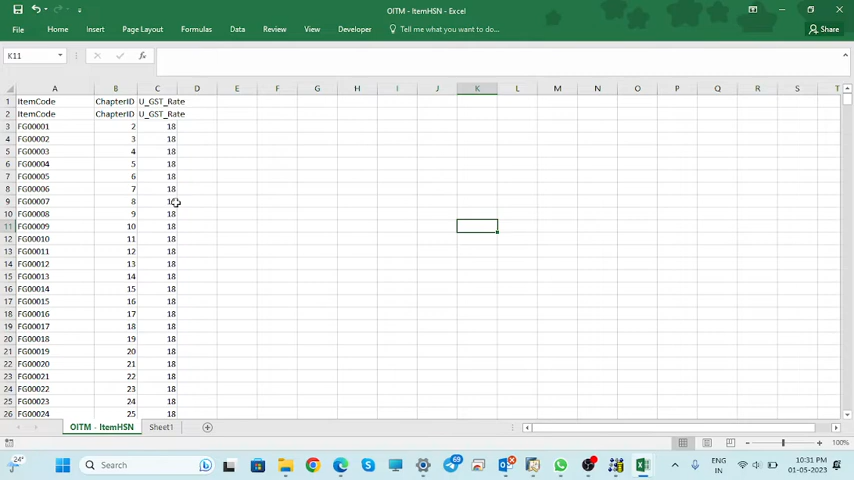 OITM - ItemHSN - Excel
File Home Insert Page Layout Formulas Data Review View Developer Tell me what you want to do... Share
K11 fx
A B C D E F G H I J K L M N O P Q R S T
1 ItemCode ChapterID U_GST_Rate
2 ItemCode ChapterID U_GST_Rate
3 FG00001 2 18
4 FG00002 3 18
5 FG00003 4 18
6 FG00004 5 18
7 FG00005 6 18
8 FG00006 7 18
9 FG00007 8
10 FG00008 9 18
11 FG00009 10 18
12 FG00010 11 18
13 FG00011 12 18
14 FG00012 13 18
15 FG00013 14 18
16 FG00014 15 18
17 FG00015 16 18
18 FG00016 17 18
19 FG00017 18 18
20 FG00018 19 18
21 FG00019 20 18
22 FG00020 21 18
23 FG00021 22 18
24 FG00022 23 18
25 FG00023 24 18
26 FG00024 25 18
OITM - ItemHSN Sheet1
100%
24° Search 69 ENG 10:31 PM
IN 01-05-2023